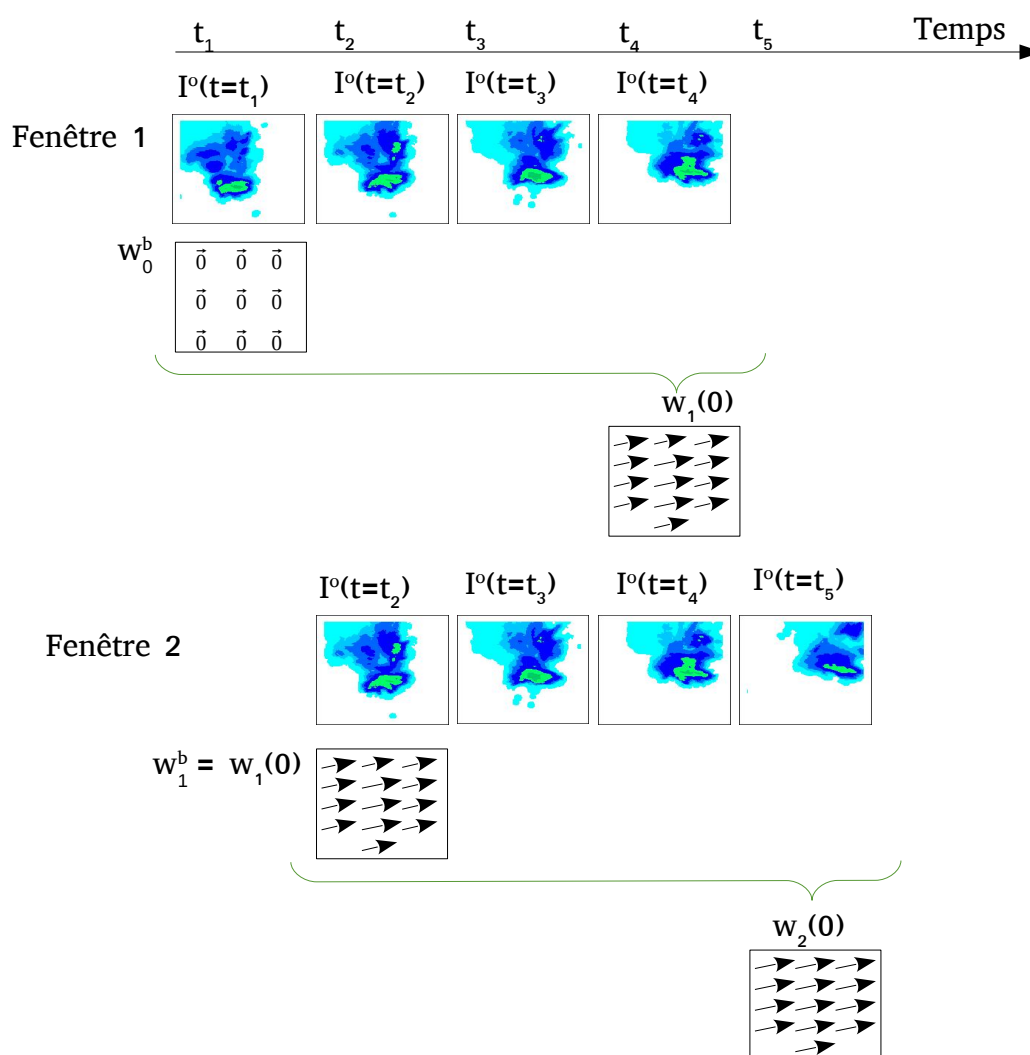 t₁ t₂ t₃ t₄ t₅ Temps
Iᵒ(t=t₁) Iᵒ(t=t₂) Iᵒ(t=t₃) Iᵒ(t=t₄)
Fenêtre 1
w₀ᵇ
0⃗ 0⃗ 0⃗
0⃗ 0⃗ 0⃗
0⃗ 0⃗ 0⃗
w₁(0)
Iᵒ(t=t₂) Iᵒ(t=t₃) Iᵒ(t=t₄) Iᵒ(t=t₅)
Fenêtre 2
w₁ᵇ = w₁(0)
w₂(0)